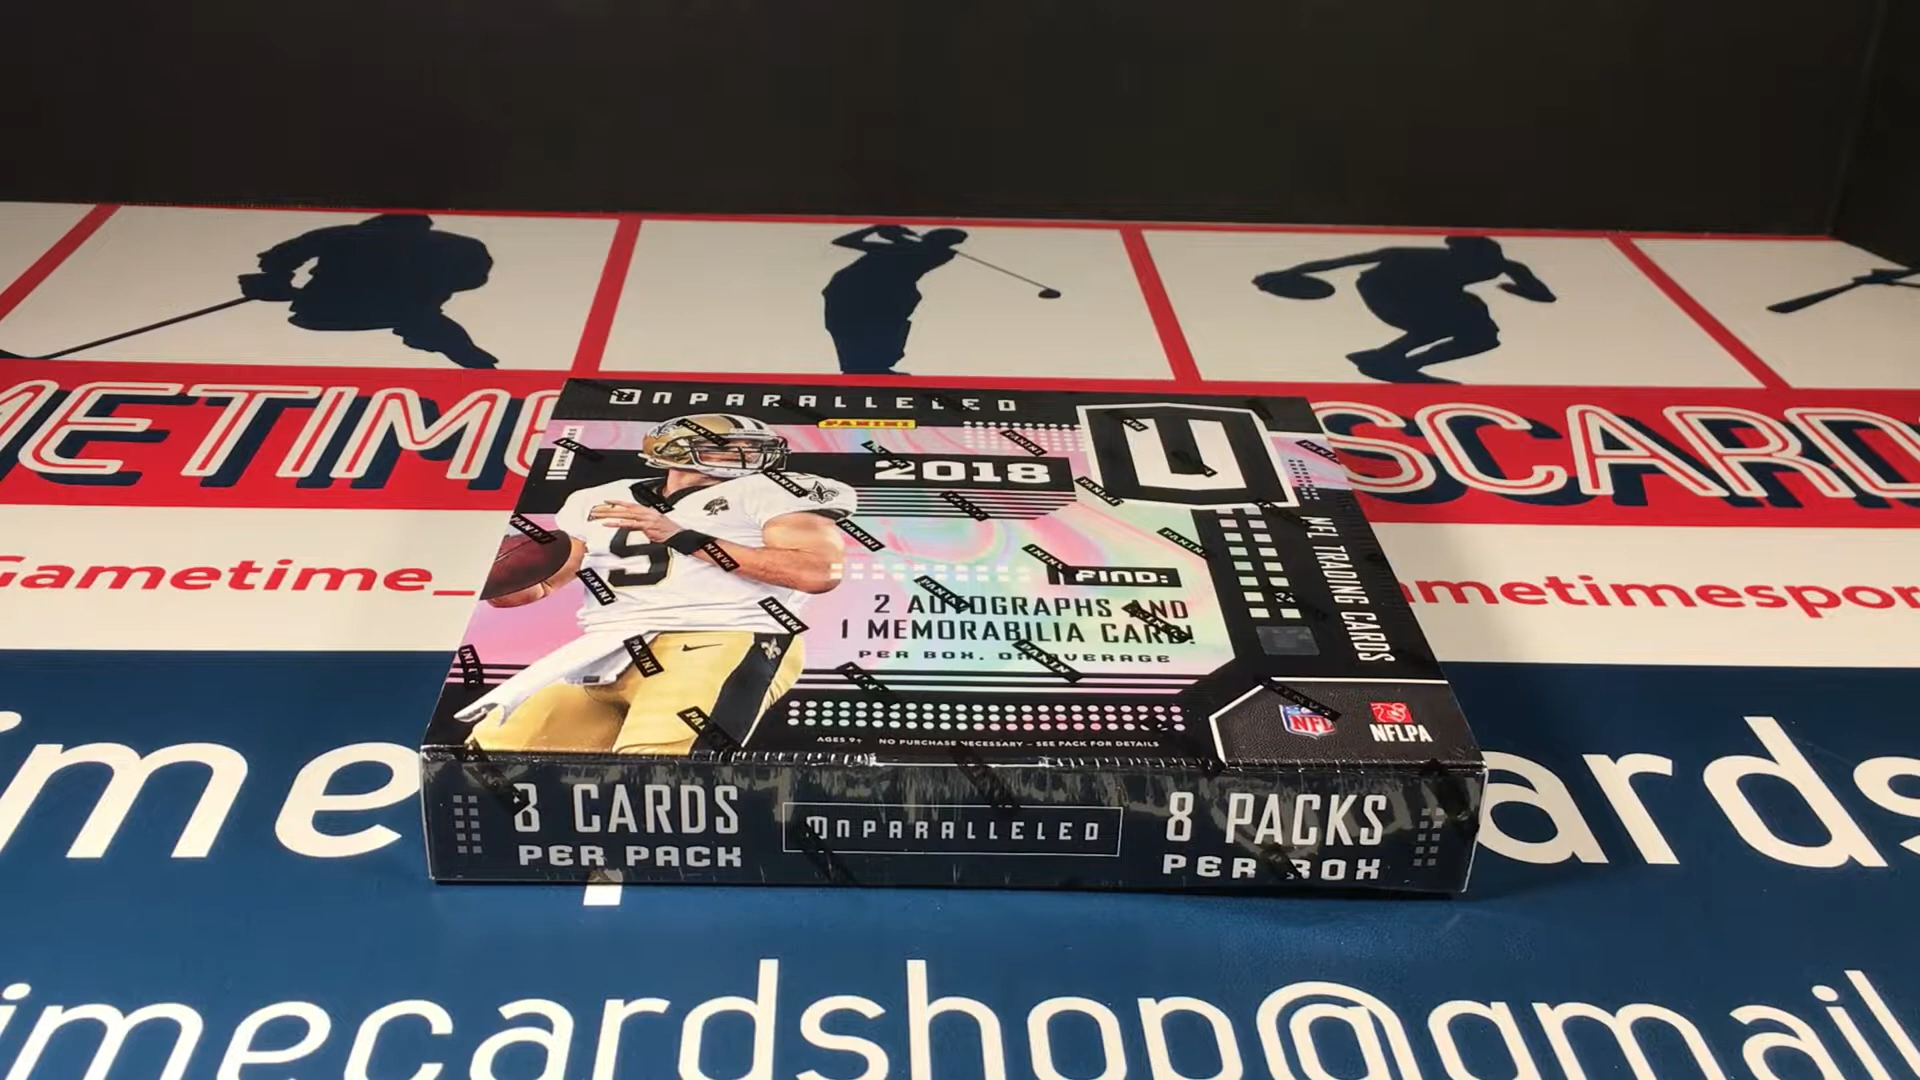 UNPARALLELED
PANINI
2018
U
NFL TRADING CARDS
FIND:
2 AUTOGRAPHS AND
1 MEMORABILIA CARD!
PER BOX, ON AVERAGE
AGES 9+ NO PURCHASE NECESSARY – SEE PACK FOR DETAILS
NFL
NFLPA
8 CARDS
PER PACK
UNPARALLELED
8 PACKS
PER BOX
9
METIME
SCARD
Gametime_
ametimespor
ime
ards
imecardshop@gmail